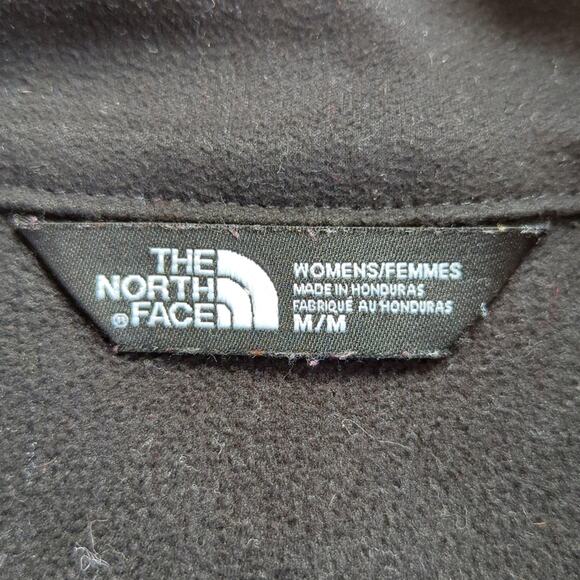 THE
NORTH
® FACE
WOMENS/FEMMES
MADE IN HONDURAS
FABRIQUÉ AU HONDURAS
M/M